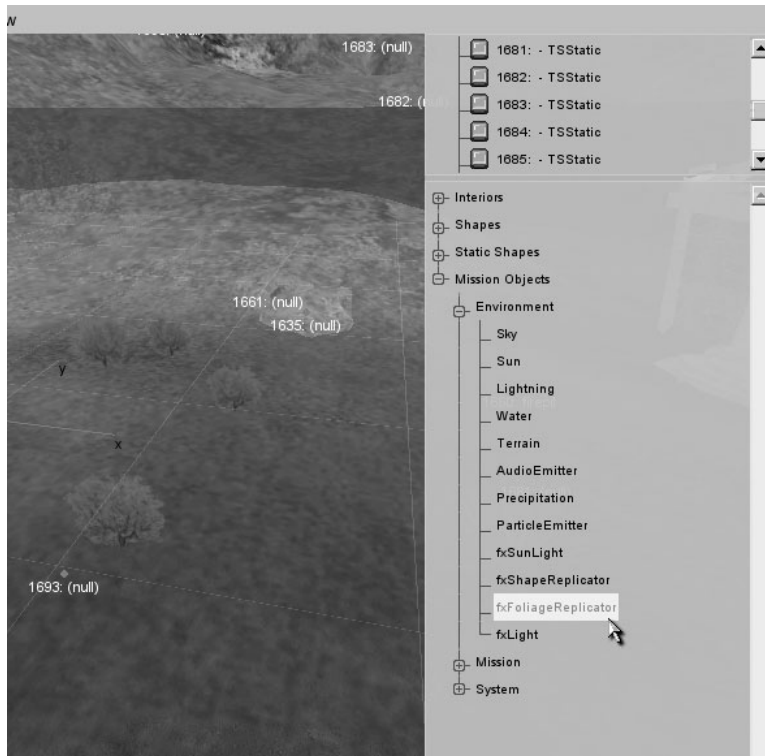 W
1683: (null)
1682: (
1661: (null)
1635: (null)
y
x
1693: (null)
1681: - TSStatic
1682: - TSStatic
1683: - TSStatic
1684: - TSStatic
1685: - TSStatic
Interiors
Shapes
Static Shapes
Mission Objects
Environment
Sky
Sun
Lightning
Water
Terrain
AudioEmitter
Precipitation
ParticleEmitter
fxSunLight
fxShapeReplicator
fxFoliageReplicator
fxLight
Mission
System